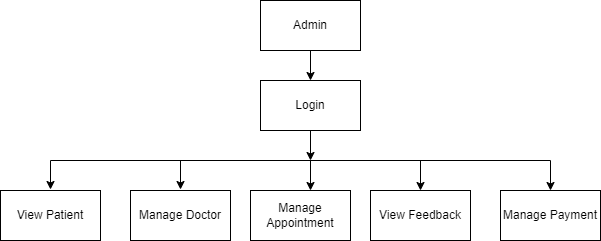 Admin
Login
View Patient
Manage Doctor
Manage
Appointment
View Feedback
Manage Payment